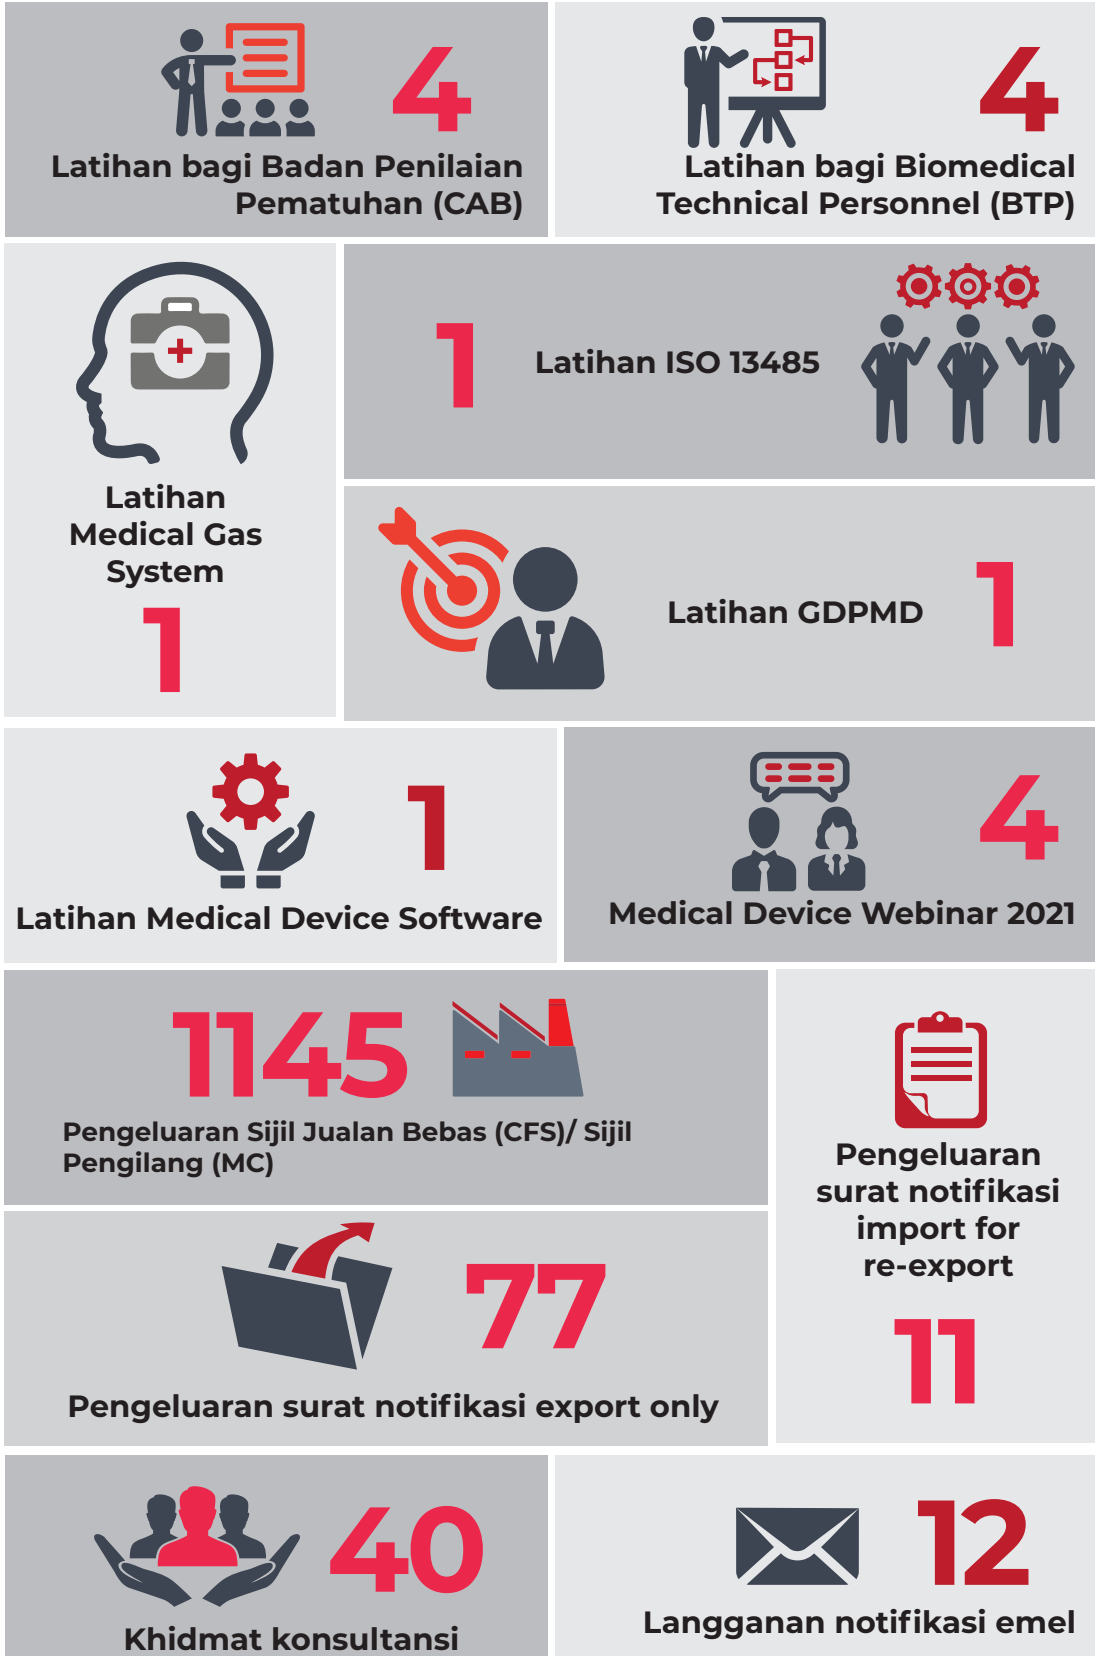 4
Latihan bagi Badan Penilaian
Pematuhan (CAB)
4
Latihan bagi Biomedical
Technical Personnel (BTP)
Latihan
Medical Gas
System
1
1
Latihan ISO 13485
Latihan GDPMD
1
1
Latihan Medical Device Software
4
Medical Device Webinar 2021
1145
Pengeluaran Sijil Jualan Bebas (CFS)/ Sijil
Pengilang (MC)
Pengeluaran
surat notifikasi
import for
re-export
11
77
Pengeluaran surat notifikasi export only
40
Khidmat konsultansi
12
Langganan notifikasi emel